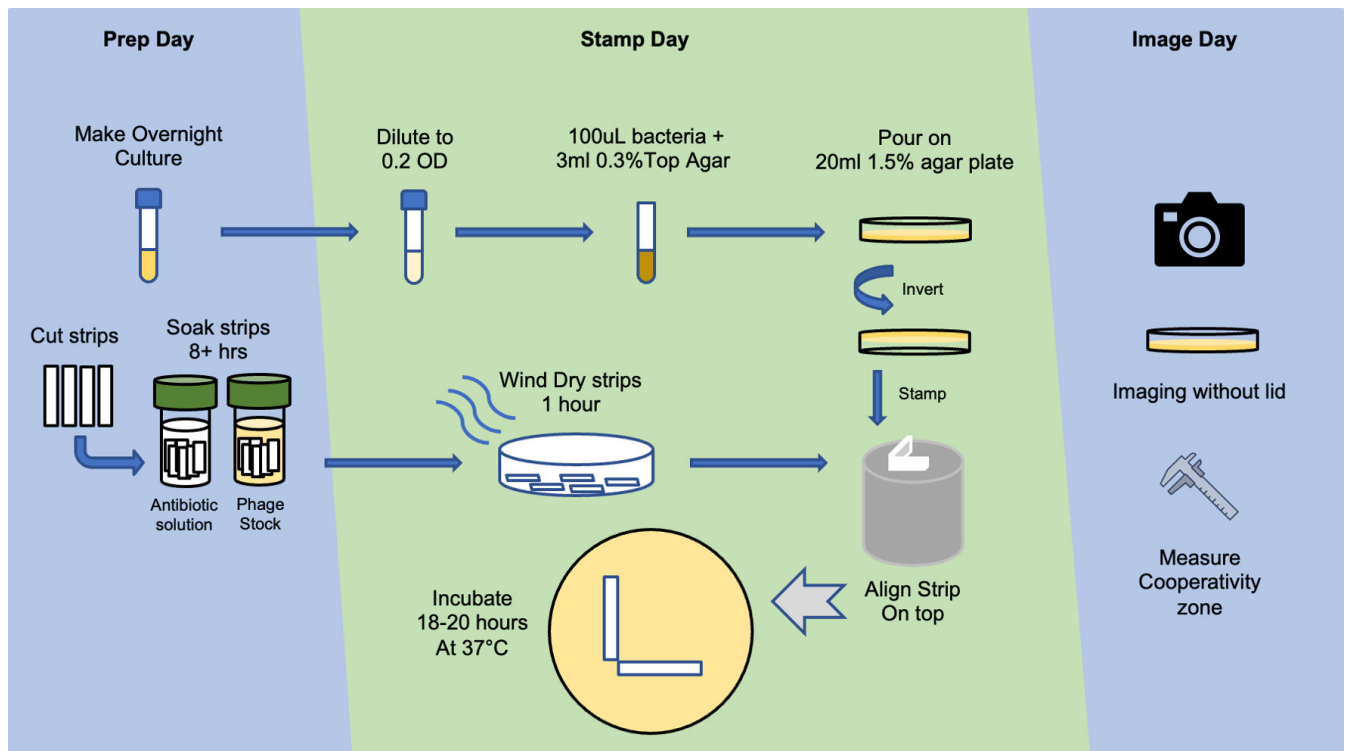 Prep Day
Stamp Day
Image Day
Make Overnight
Culture
Dilute to
0.2 OD
100uL bacteria +
3ml 0.3%Top Agar
Pour on
20ml 1.5% agar plate
Invert
Cut strips
Soak strips
8+ hrs
Antibiotic
solution
Phage
Stock
Wind Dry strips
1 hour
Stamp
Align Strip
On top
Incubate
18-20 hours
At 37°C
Imaging without lid
Measure
Cooperativity
zone